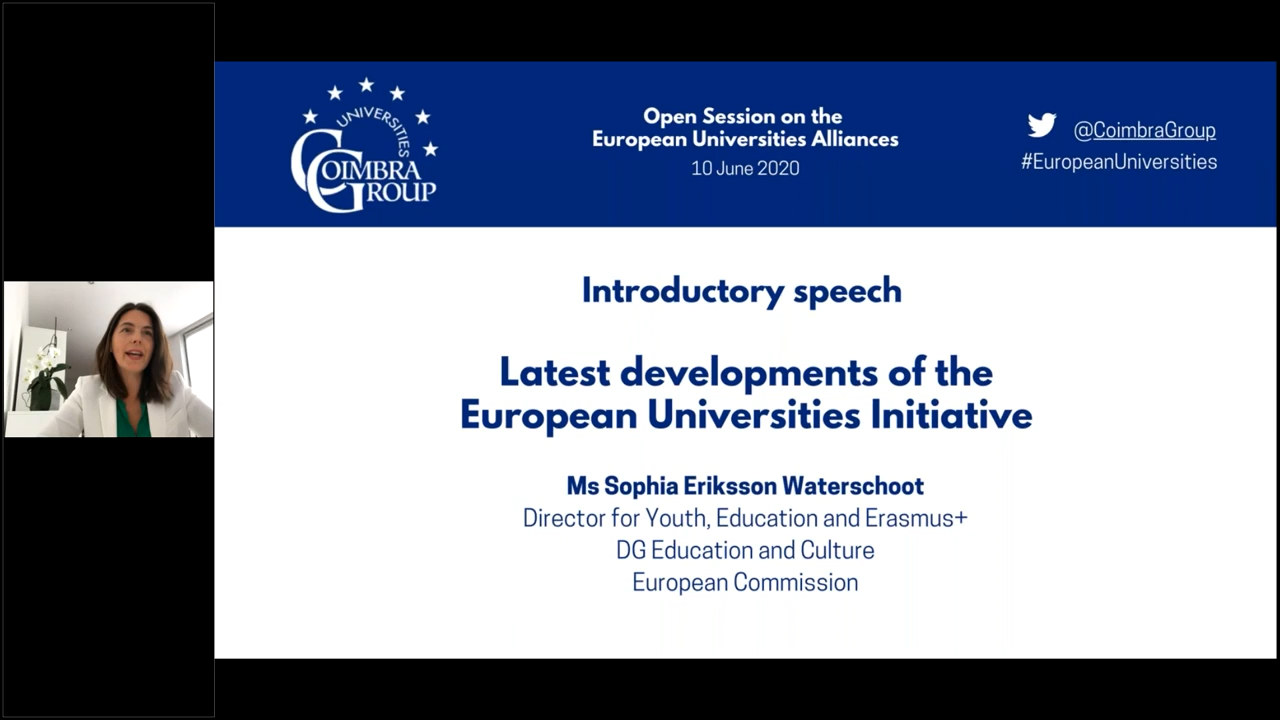 UNIVERSITIES
COIMBRA
GROUP
Open Session on the
European Universities Alliances
10 June 2020
@CoimbraGroup
#EuropeanUniversities
Introductory speech
Latest developments of the
European Universities Initiative
Ms Sophia Eriksson Waterschoot
Director for Youth, Education and Erasmus+
DG Education and Culture
European Commission